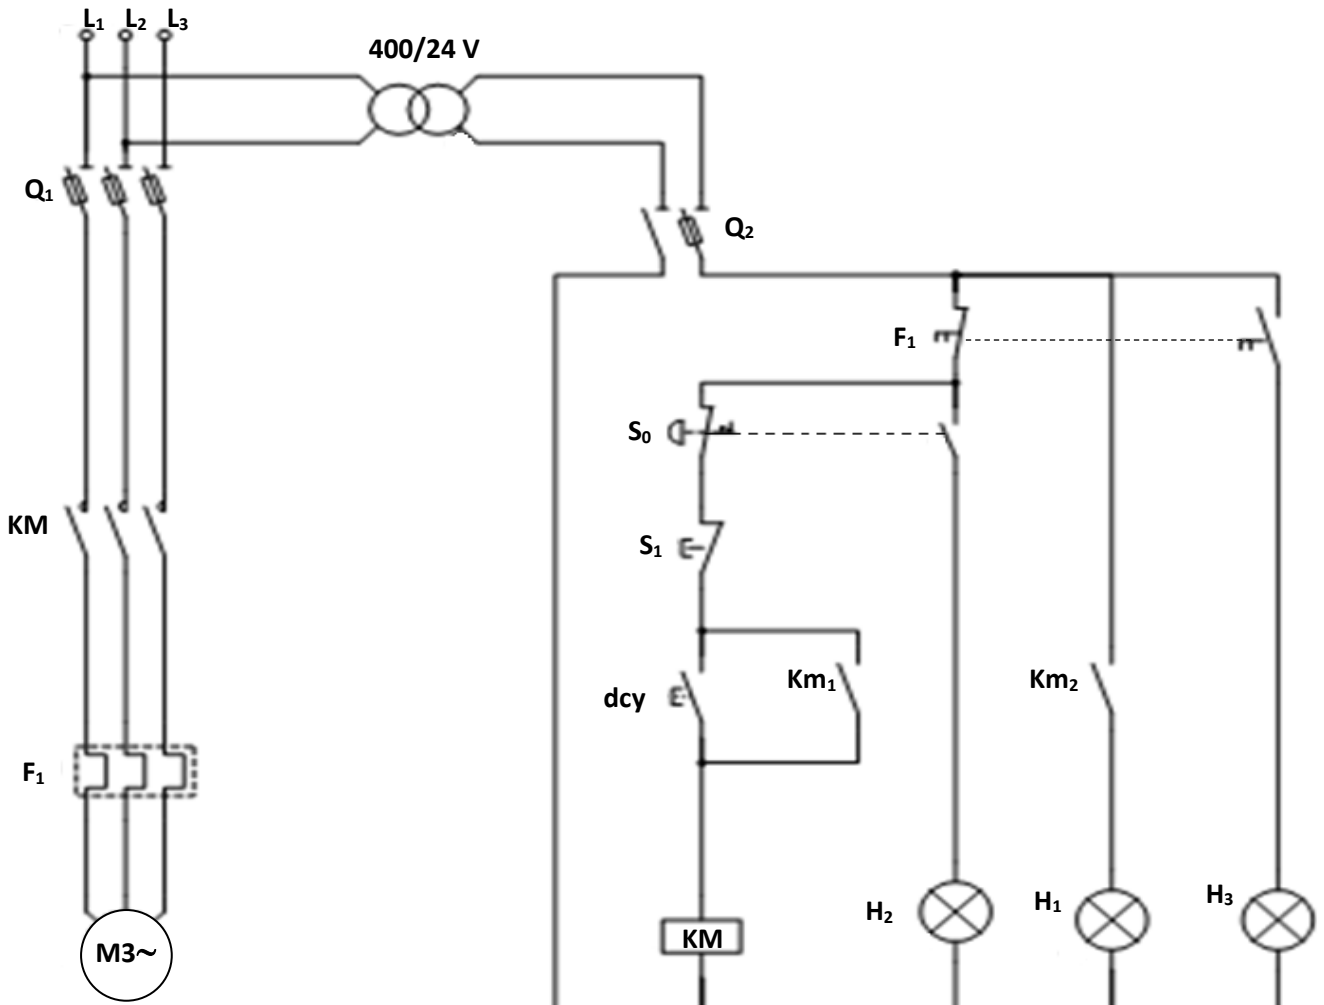 L₁ L₂ L₃
400/24 V
Q₁
Q₂
F₁
S₀
KM
S₁
dcy
Km₁
Km₂
F₁
H₂
H₁
H₃
KM
M3~